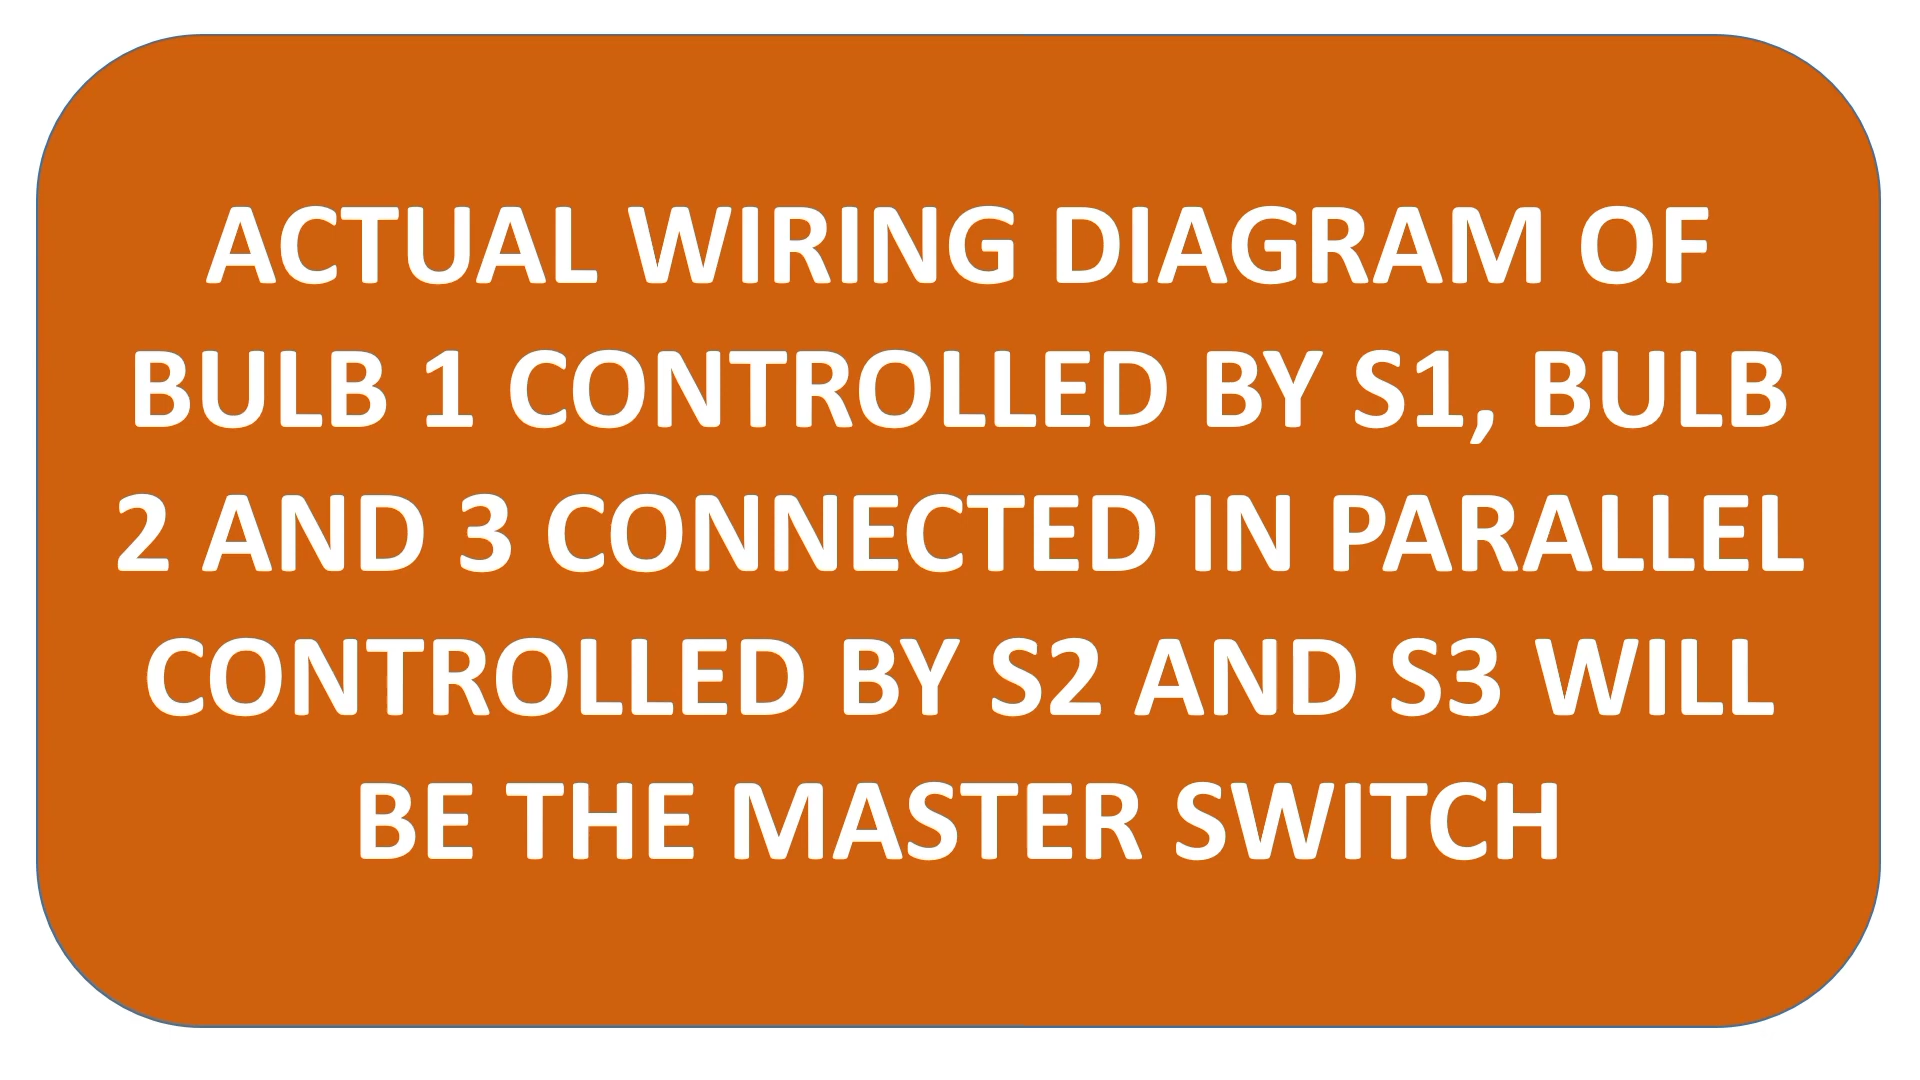 ACTUAL WIRING DIAGRAM OF
BULB 1 CONTROLLED BY S1, BULB
2 AND 3 CONNECTED IN PARALLEL
CONTROLLED BY S2 AND S3 WILL
BE THE MASTER SWITCH